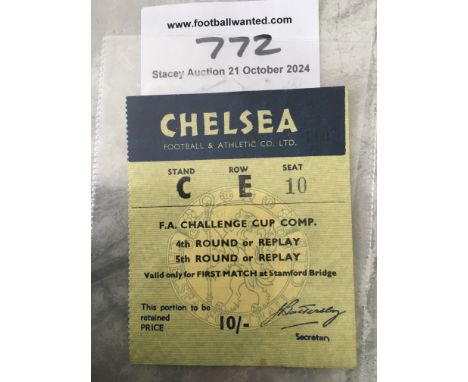 www.footballwanted.com
772
Stacey Auction 21 October 2024
CHELSEA
FOOTBALL & ATHLETIC CO. LTD.
STAND ROW SEAT
C E 10
F.A. CHALLENGE CUP COMP.
4th ROUND or REPLAY
5th ROUND or REPLAY
Valid only for FIRST MATCH at Stamford Bridge
This portion to be
retained
PRICE 10/-
Secretary